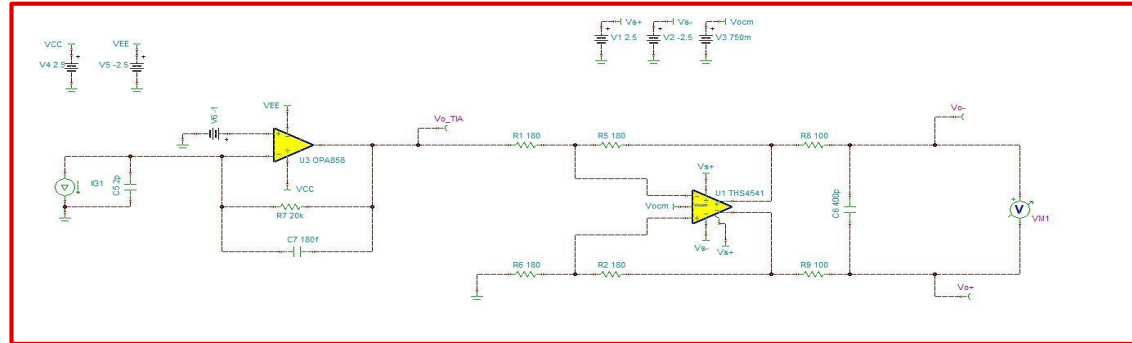 Vs+
Vs-
Vocm
V1 2.5
V2 -2.5
V3 750m
VCC
VEE
V4 2.5
V5 -2.5
V6 -1
VEE
Vo_TIA
U3 OPA858
VCC
IG1
C5 2p
R7 20k
C7 180f
R1 180
R5 180
R8 100
Vo-
Vs+
U1 THS4541
Vocm
Vocm
Vs-
Vs+
C6 400p
V
VM1
R6 180
R2 180
R9 100
Vo+